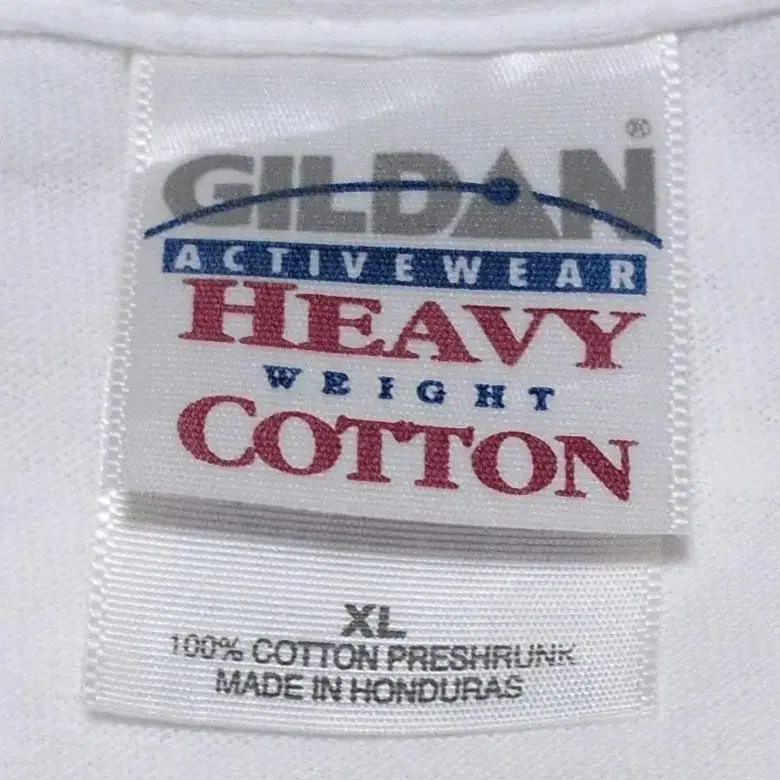 GILDAN®
ACTIVEWEAR
HEAVY
WEIGHT
COTTON
XL
100% COTTON PRESHRUNK
MADE IN HONDURAS